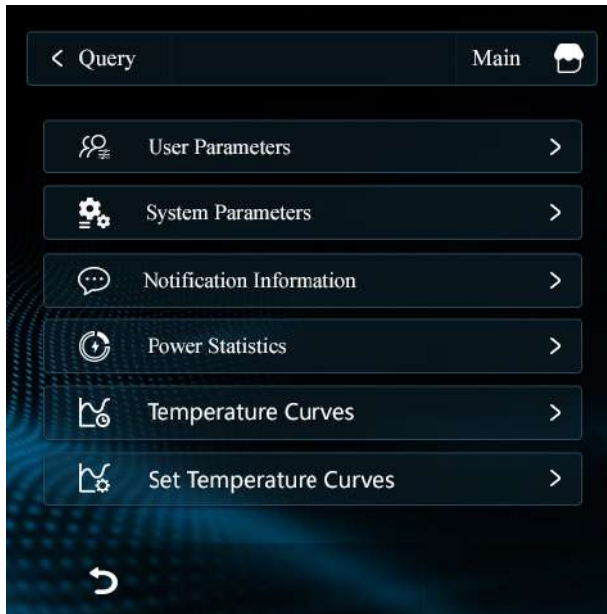 Query
Main
User Parameters
System Parameters
Notification Information
Power Statistics
Temperature Curves
Set Temperature Curves